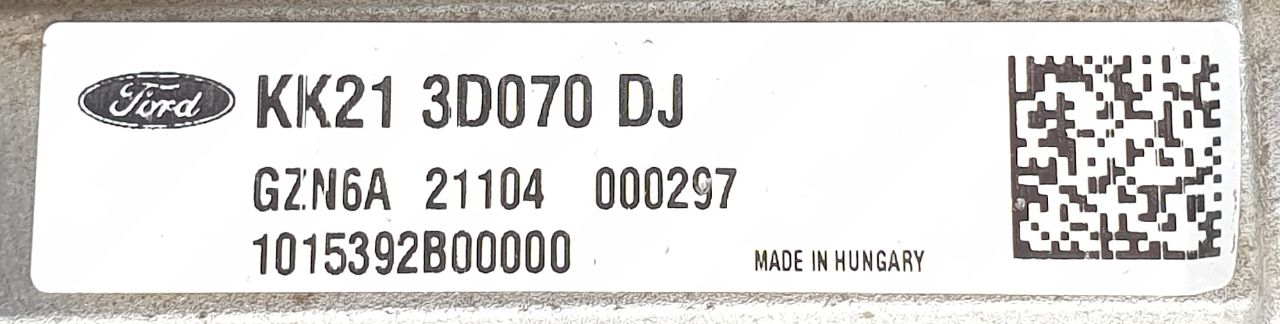 Ford KK21 3D070 DJ
GZN6A 21104 000297
1015392B00000
MADE IN HUNGARY